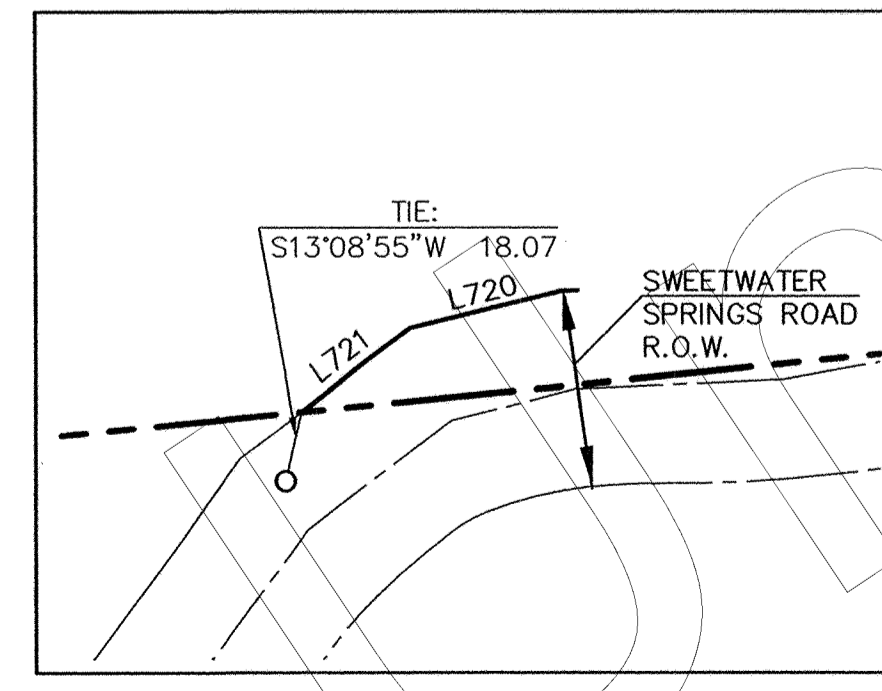 TIE:
S13°08'55"W 18.07
L720
SWEETWATER
SPRINGS ROAD
R.O.W.
L721